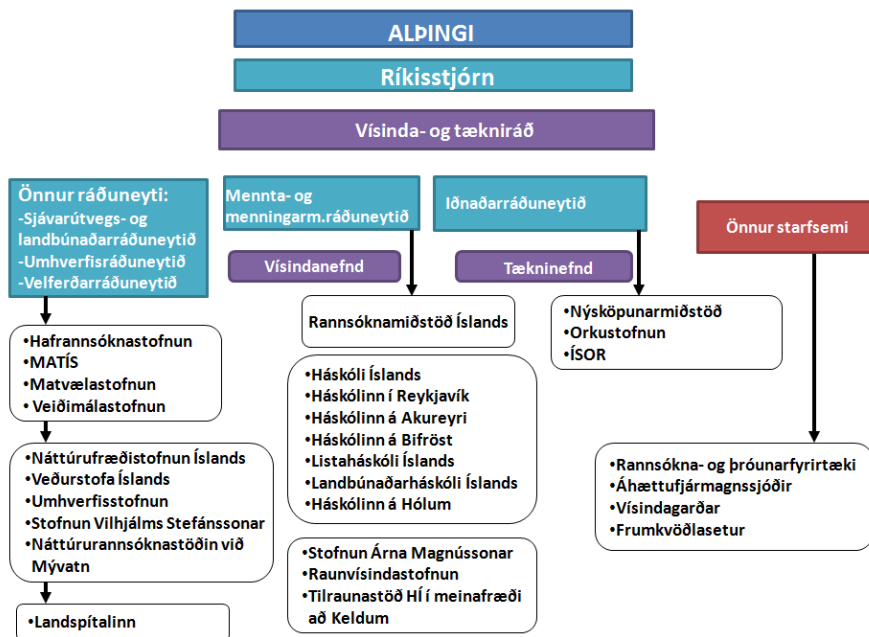 ALÞINGI
Ríkisstjórn
Vísinda- og tækniráð
Önnur ráðuneyti:
-Sjávarútvegs- og
landbúnaðarráðuneytið
-Umhverfisráðuneytið
-Velferðarráðuneytið
•Hafrannsóknastofnun
•MATÍS
•Matvælastofnun
• Veiðimálastofnun
•Náttúrufræðistofnun Íslands
•Veðurstofa Íslands
•Umhverfisstofnun
•Stofnun Vilhjálms Stefánssonar
•Náttúrurannsóknastöðin við
Mývatn
•Landspítalinn
Mennta- og
menningarm.ráðuneytið
Vísindanefnd
Rannsóknamiðstöð Íslands
•Háskóli Íslands
•Háskólinn í Reykjavík
•Háskólinn á Akureyri
•Háskólinn á Bifröst
•Listaháskóli Íslands
•Landbúnaðarháskóli Íslands
•Háskólinn á Hólum
•Stofnun Árna Magnússonar
•Raunvísindastofnun
•Tilraunastöð HÍ í meinafræði
að Keldum
Iðnaðarráðuneytið
Tækninefnd
•Nýsköpunarmiðstöð
•Orkustofnun
•ÍSOR
Önnur starfsemi
•Rannsókna- og þróunarfyrirtæki
•Áhættufjármagnssjóðir
•Vísindagarðar
•Frumkvöðlasetur